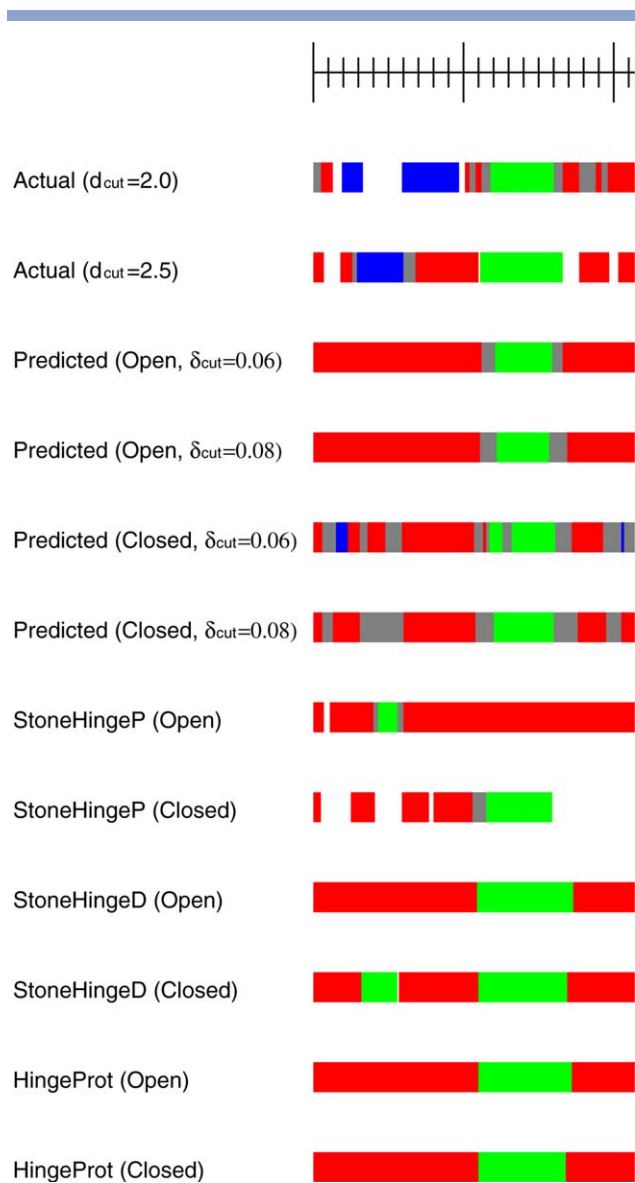 Actual (dcut=2.0)
Actual (dcut=2.5)
Predicted (Open, δcut=0.06)
Predicted (Open, δcut=0.08)
Predicted (Closed, δcut=0.06)
Predicted (Closed, δcut=0.08)
StoneHingeP (Open)
StoneHingeP (Closed)
StoneHingeD (Open)
StoneHingeD (Closed)
HingeProt (Open)
HingeProt (Closed)